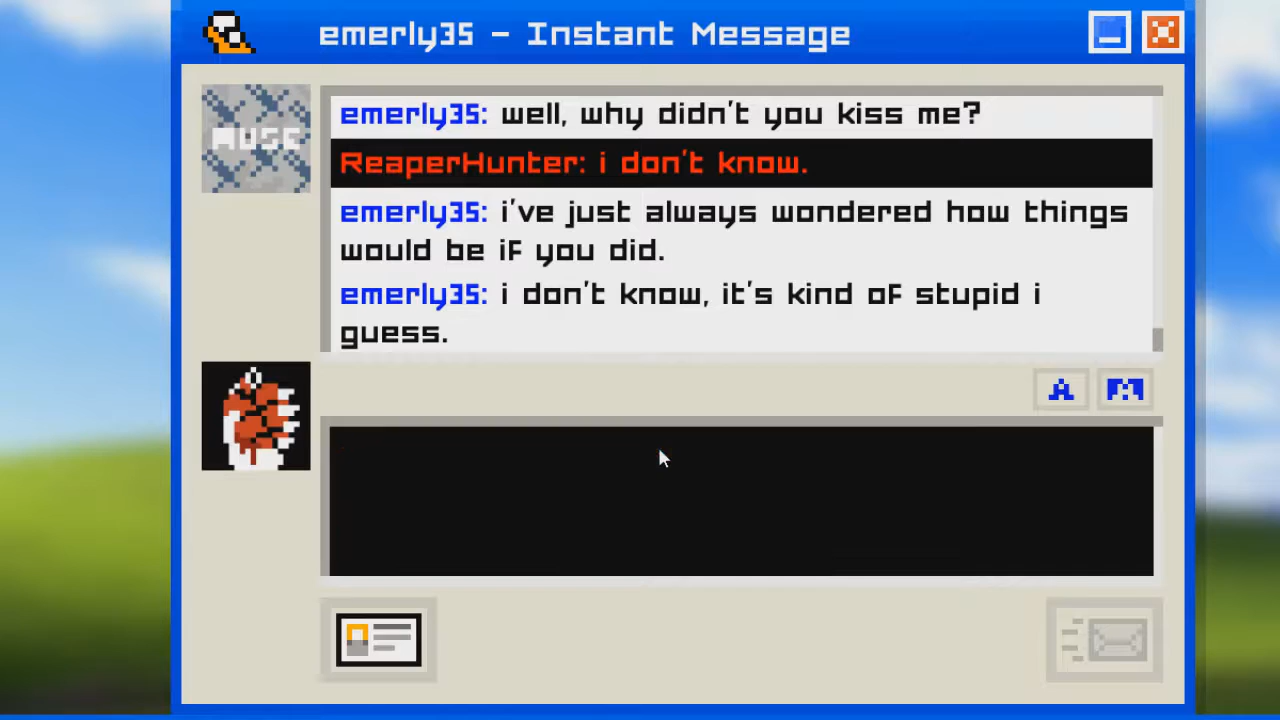 emerly35 - Instant Message
MUSE
emerly35: well, why didn't you kiss me?
ReaperHunter: i don't know.
emerly35: i've just always wondered how things
would be if you did.
emerly35: i don't know, it's kind of stupid i
guess.
A